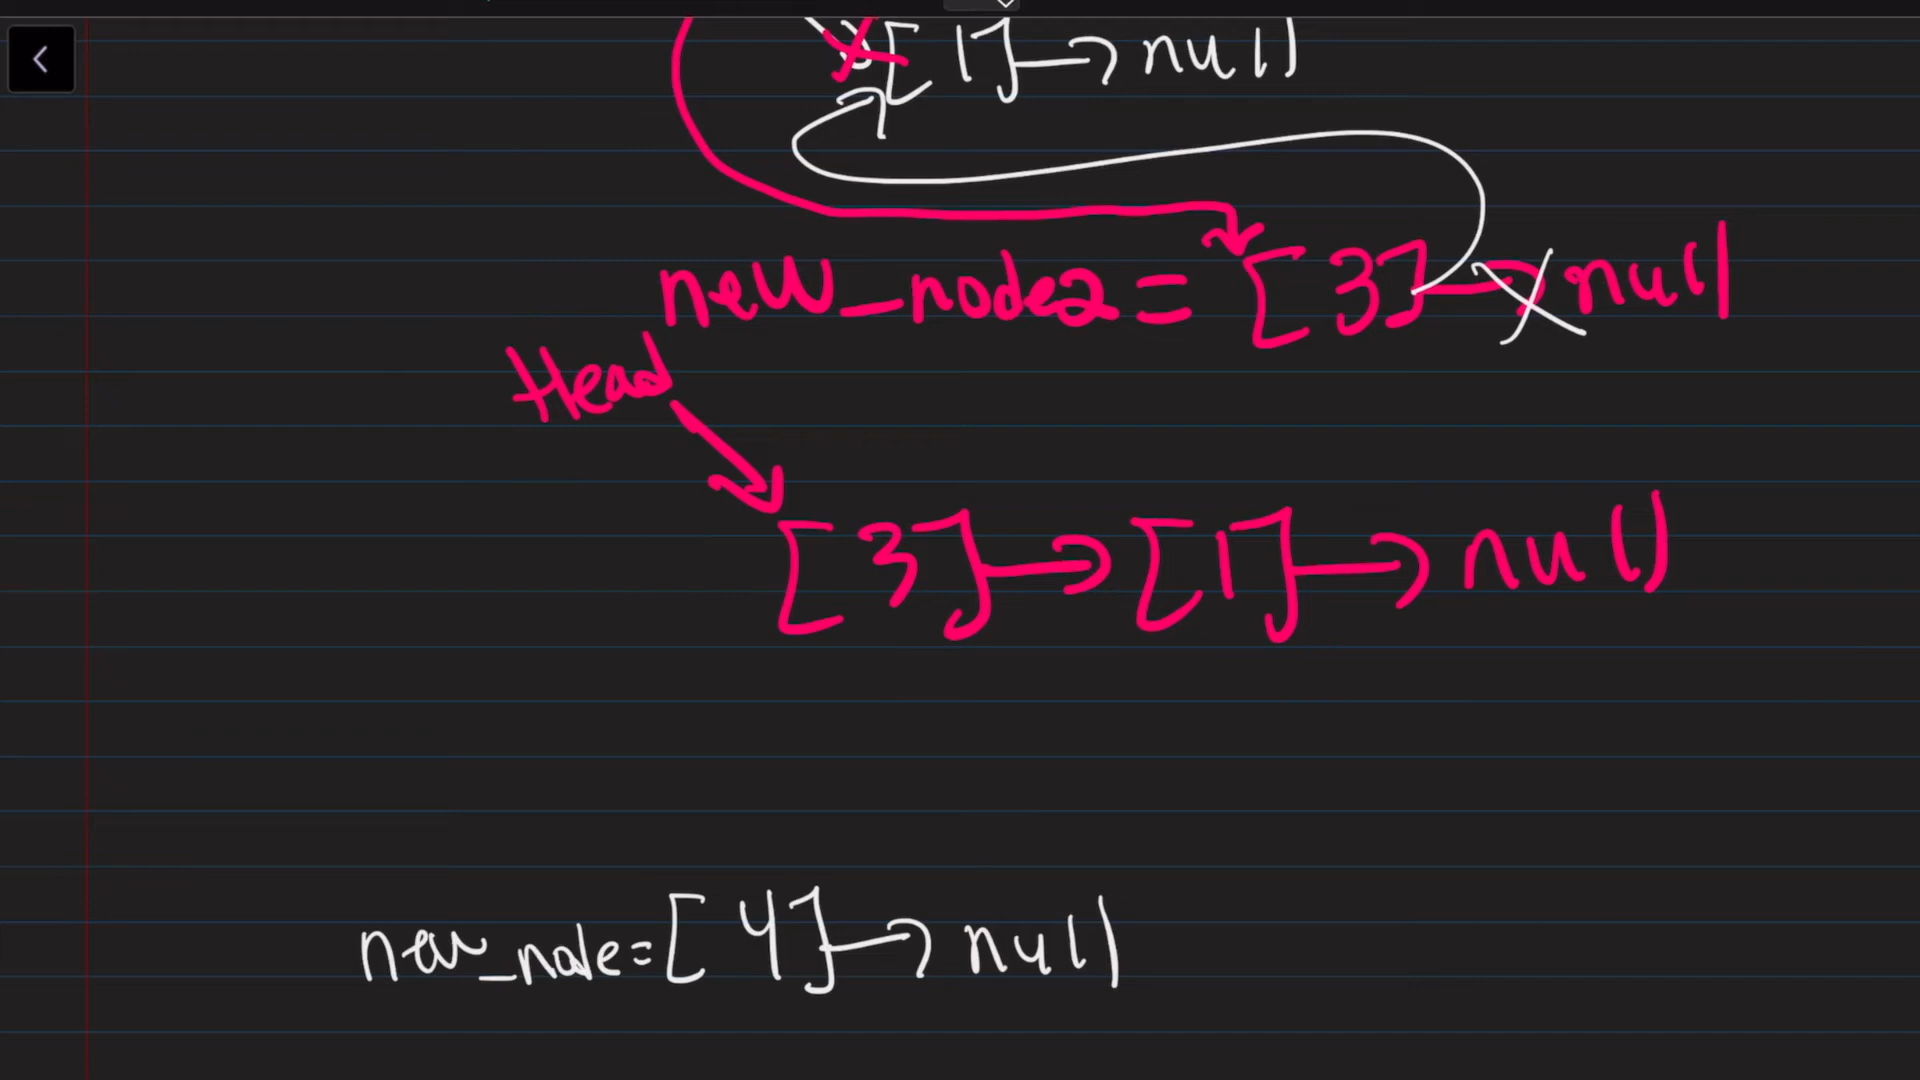 [1]→null
new_node2=[3]→null
Head
[3]→[1]→null
new_node=[4]→null